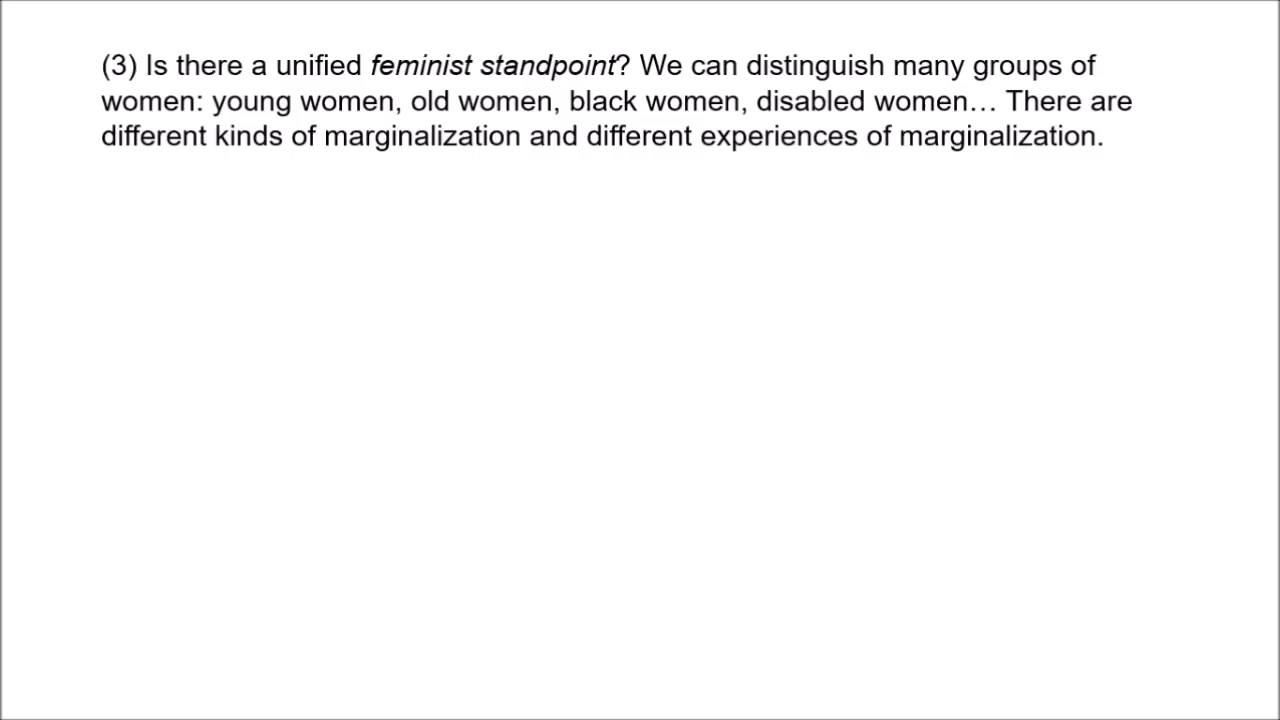 (3) Is there a unified feminist standpoint? We can distinguish many groups of
women: young women, old women, black women, disabled women… There are
different kinds of marginalization and different experiences of marginalization.